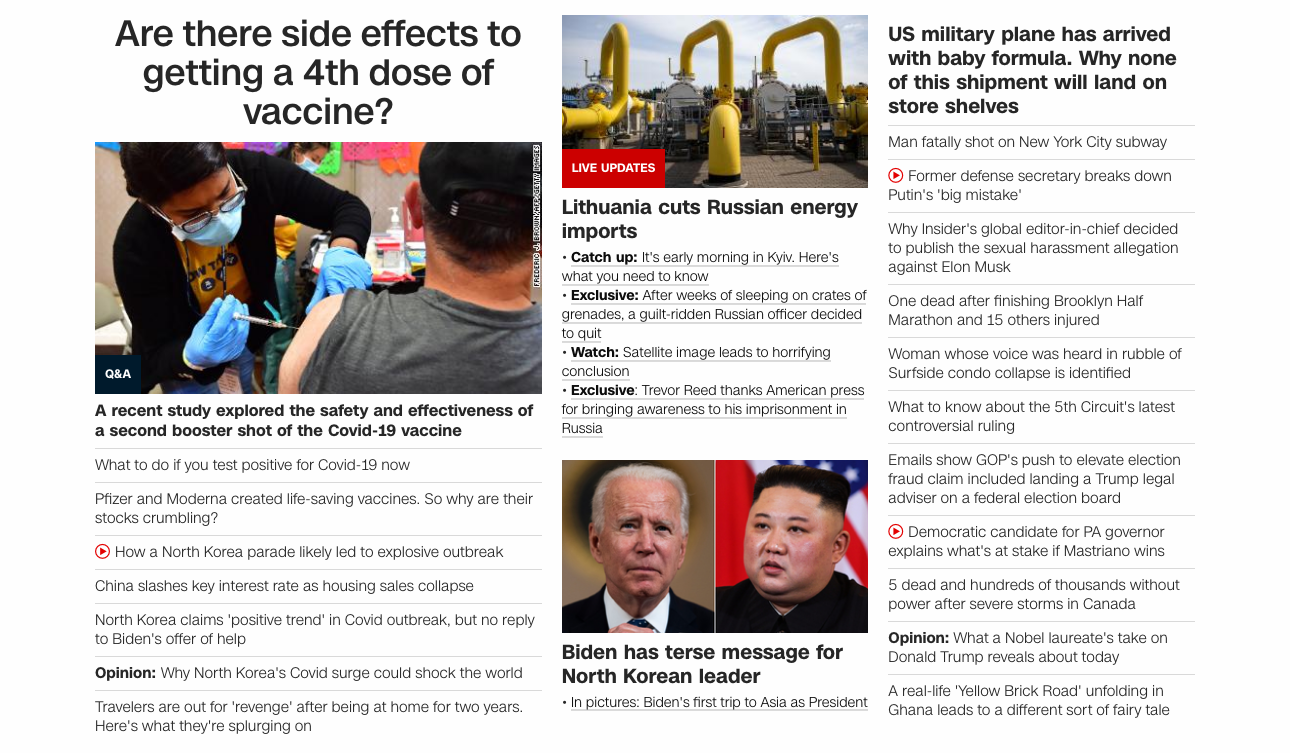 Are there side effects to
getting a 4th dose of
vaccine?
FREDERIC J. BROWN/AFP/GETTY IMAGES
Q&A
A recent study explored the safety and effectiveness of
a second booster shot of the Covid-19 vaccine
What to do if you test positive for Covid-19 now
Pfizer and Moderna created life-saving vaccines. So why are their
stocks crumbling?
How a North Korea parade likely led to explosive outbreak
China slashes key interest rate as housing sales collapse
North Korea claims 'positive trend' in Covid outbreak, but no reply
to Biden's offer of help
Opinion: Why North Korea's Covid surge could shock the world
Travelers are out for 'revenge' after being at home for two years.
Here's what they're splurging on
LIVE UPDATES
Lithuania cuts Russian energy
imports
• Catch up: It's early morning in Kyiv. Here's
what you need to know
• Exclusive: After weeks of sleeping on crates of
grenades, a guilt-ridden Russian officer decided
to quit
• Watch: Satellite image leads to horrifying
conclusion
• Exclusive: Trevor Reed thanks American press
for bringing awareness to his imprisonment in
Russia
Biden has terse message for
North Korean leader
• In pictures: Biden's first trip to Asia as President
US military plane has arrived
with baby formula. Why none
of this shipment will land on
store shelves
Man fatally shot on New York City subway
Former defense secretary breaks down
Putin's 'big mistake'
Why Insider's global editor-in-chief decided
to publish the sexual harassment allegation
against Elon Musk
One dead after finishing Brooklyn Half
Marathon and 15 others injured
Woman whose voice was heard in rubble of
Surfside condo collapse is identified
What to know about the 5th Circuit's latest
controversial ruling
Emails show GOP's push to elevate election
fraud claim included landing a Trump legal
adviser on a federal election board
Democratic candidate for PA governor
explains what's at stake if Mastriano wins
5 dead and hundreds of thousands without
power after severe storms in Canada
Opinion: What a Nobel laureate's take on
Donald Trump reveals about today
A real-life 'Yellow Brick Road' unfolding in
Ghana leads to a different sort of fairy tale